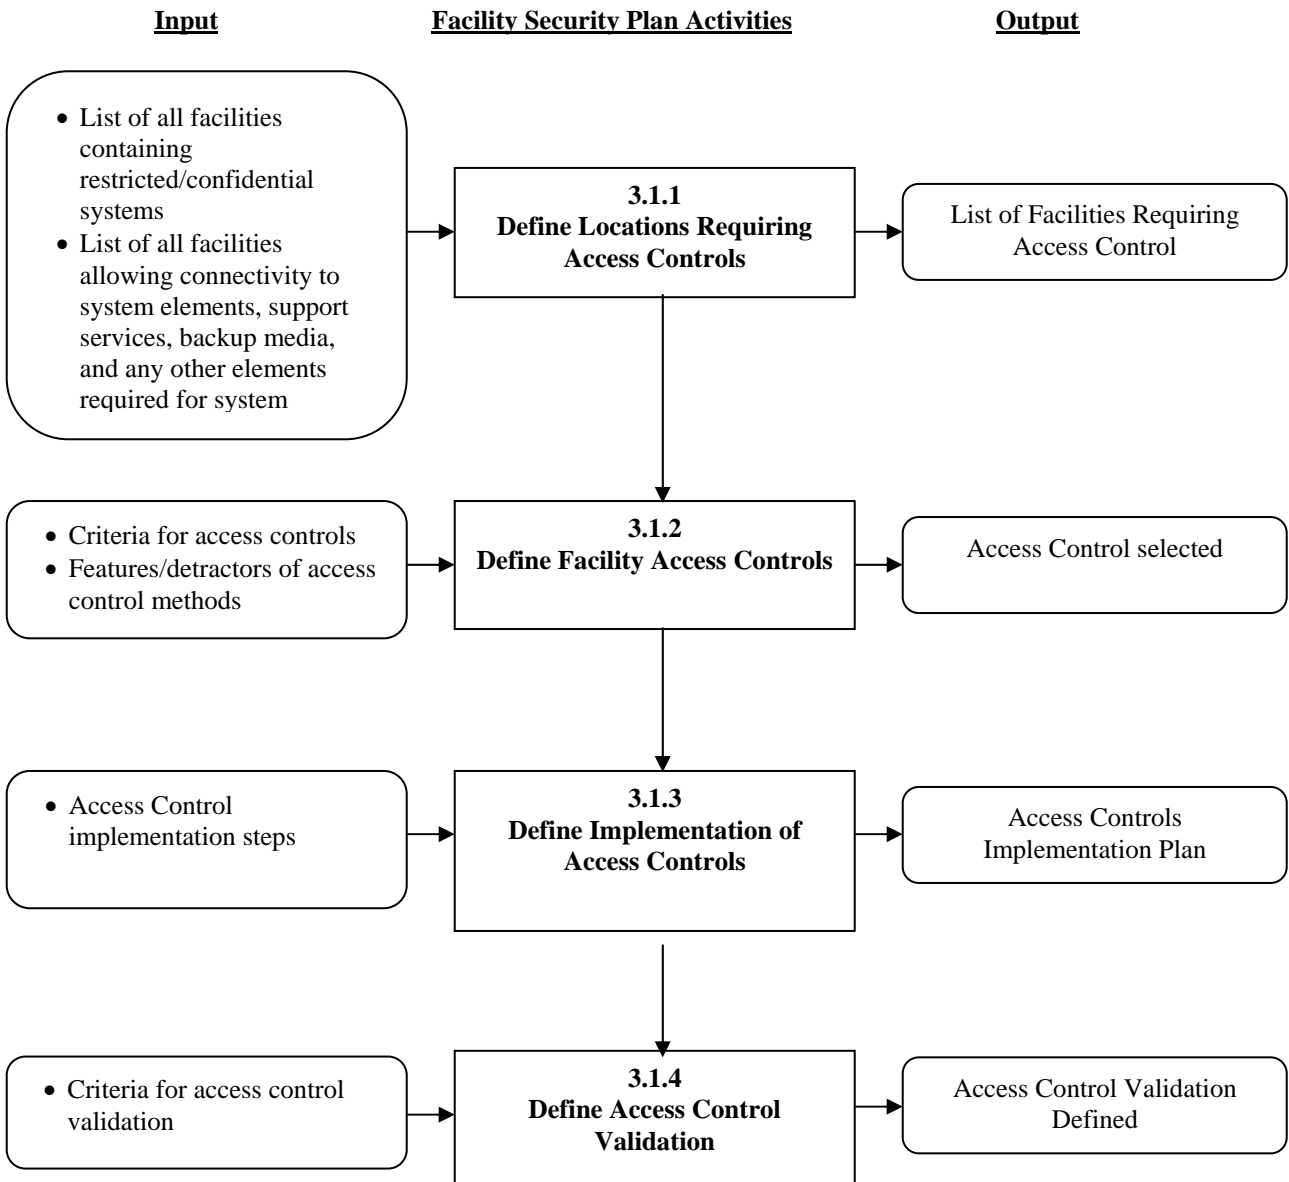 Input
Facility Security Plan Activities
Output
• List of all facilities
containing
restricted/confidential
systems
• List of all facilities
allowing connectivity to
system elements, support
services, backup media,
and any other elements
required for system
3.1.1
Define Locations Requiring
Access Controls
List of Facilities Requiring
Access Control
• Criteria for access controls
• Features/detractors of access
control methods
3.1.2
Define Facility Access Controls
Access Control selected
• Access Control
implementation steps
3.1.3
Define Implementation of
Access Controls
Access Controls
Implementation Plan
• Criteria for access control
validation
3.1.4
Define Access Control
Validation
Access Control Validation
Defined